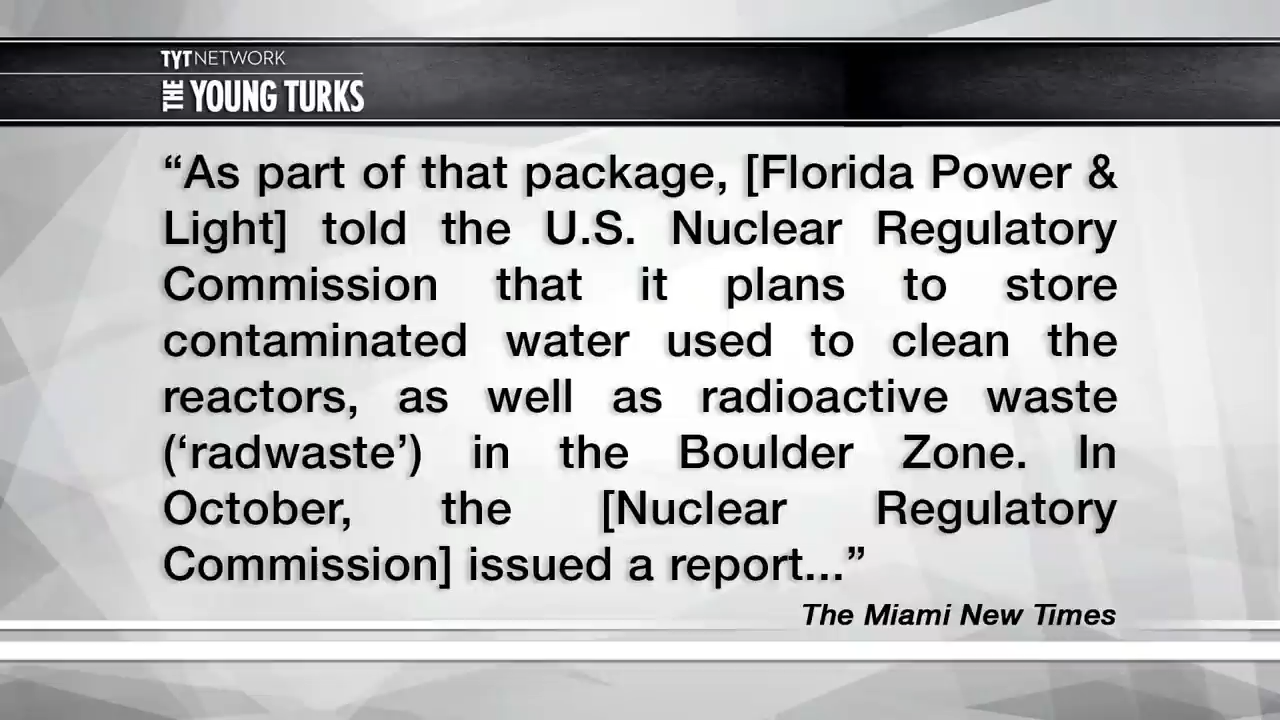 TYT NETWORK
THE YOUNG TURKS
“As part of that package, [Florida Power &
Light] told the U.S. Nuclear Regulatory
Commission that it plans to store
contaminated water used to clean the
reactors, as well as radioactive waste
(‘radwaste’) in the Boulder Zone. In
October, the [Nuclear Regulatory
Commission] issued a report...”
The Miami New Times